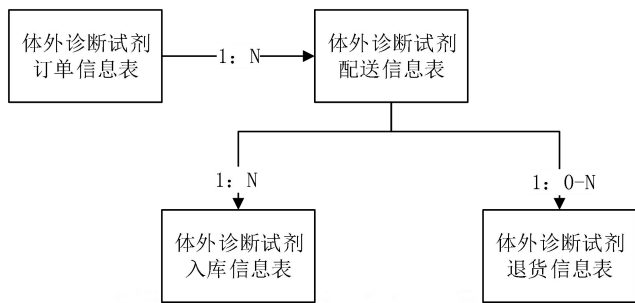 体外诊断试剂
订单信息表
1: N
体外诊断试剂
配送信息表
1: N
1: O-N
体外诊断试剂
入库信息表
体外诊断试剂
退货信息表